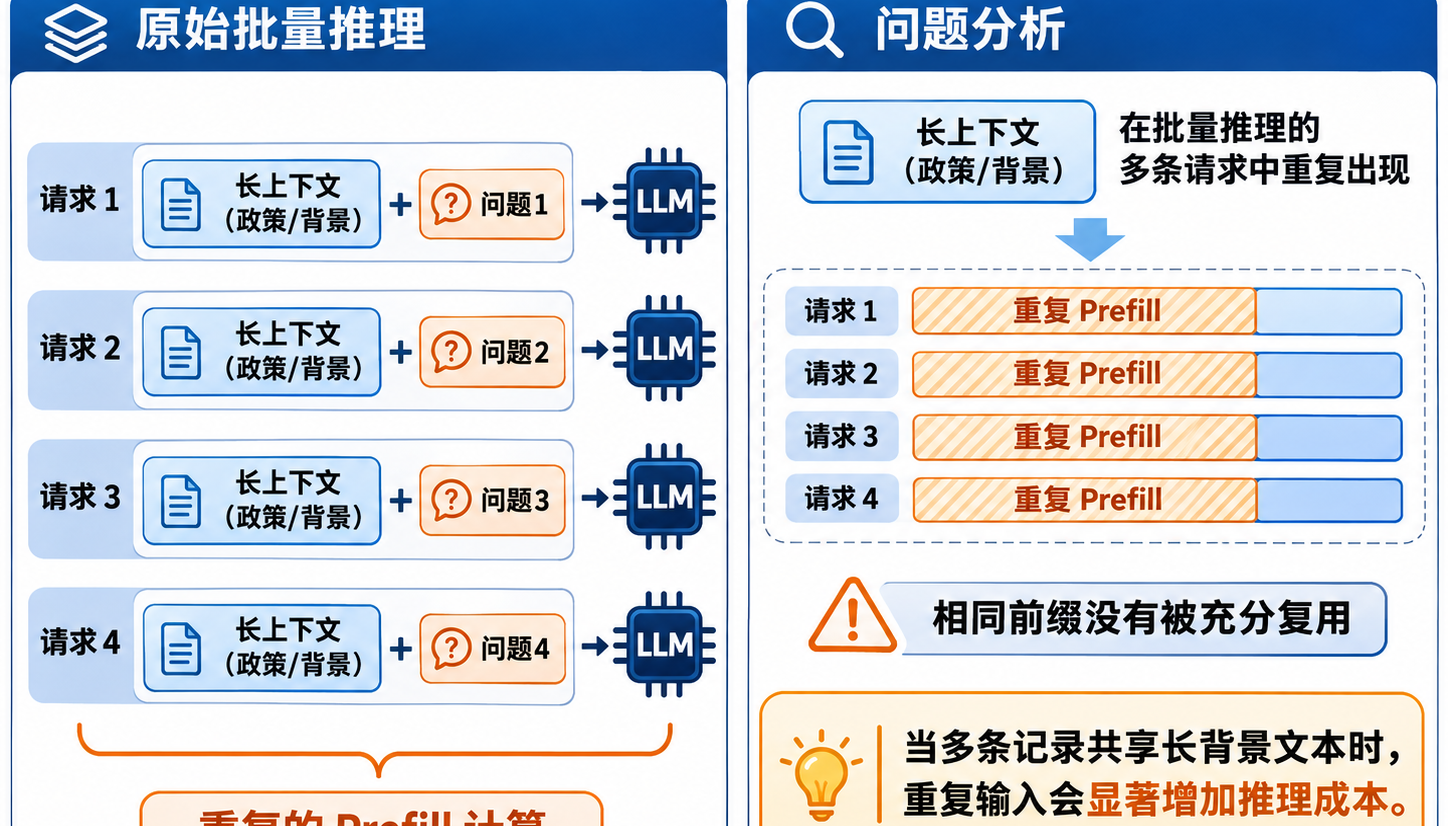 原始批量推理
请求 1
长上下文
（政策/背景）
+
问题1
LLM
请求 2
长上下文
（政策/背景）
+
问题2
LLM
请求 3
长上下文
（政策/背景）
+
问题3
LLM
请求 4
长上下文
（政策/背景）
+
问题4
LLM
重复的 Prefill 计算
问题分析
长上下文
（政策/背景）
在批量推理的
多条请求中重复出现
请求 1
重复 Prefill
请求 2
重复 Prefill
请求 3
重复 Prefill
请求 4
重复 Prefill
相同前缀没有被充分复用
当多条记录共享长背景文本时，
重复输入会显著增加推理成本。